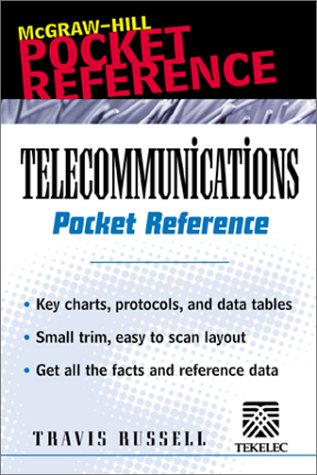 McGRAW-HILL
POCKET
REFERENCE
TELECOMMUNiCATiONS
Pocket Reference
• Key charts, protocols, and data tables
• Small trim, easy to scan layout
• Get all the facts and reference data
TRAVIS RUSSELL
TEKELEC